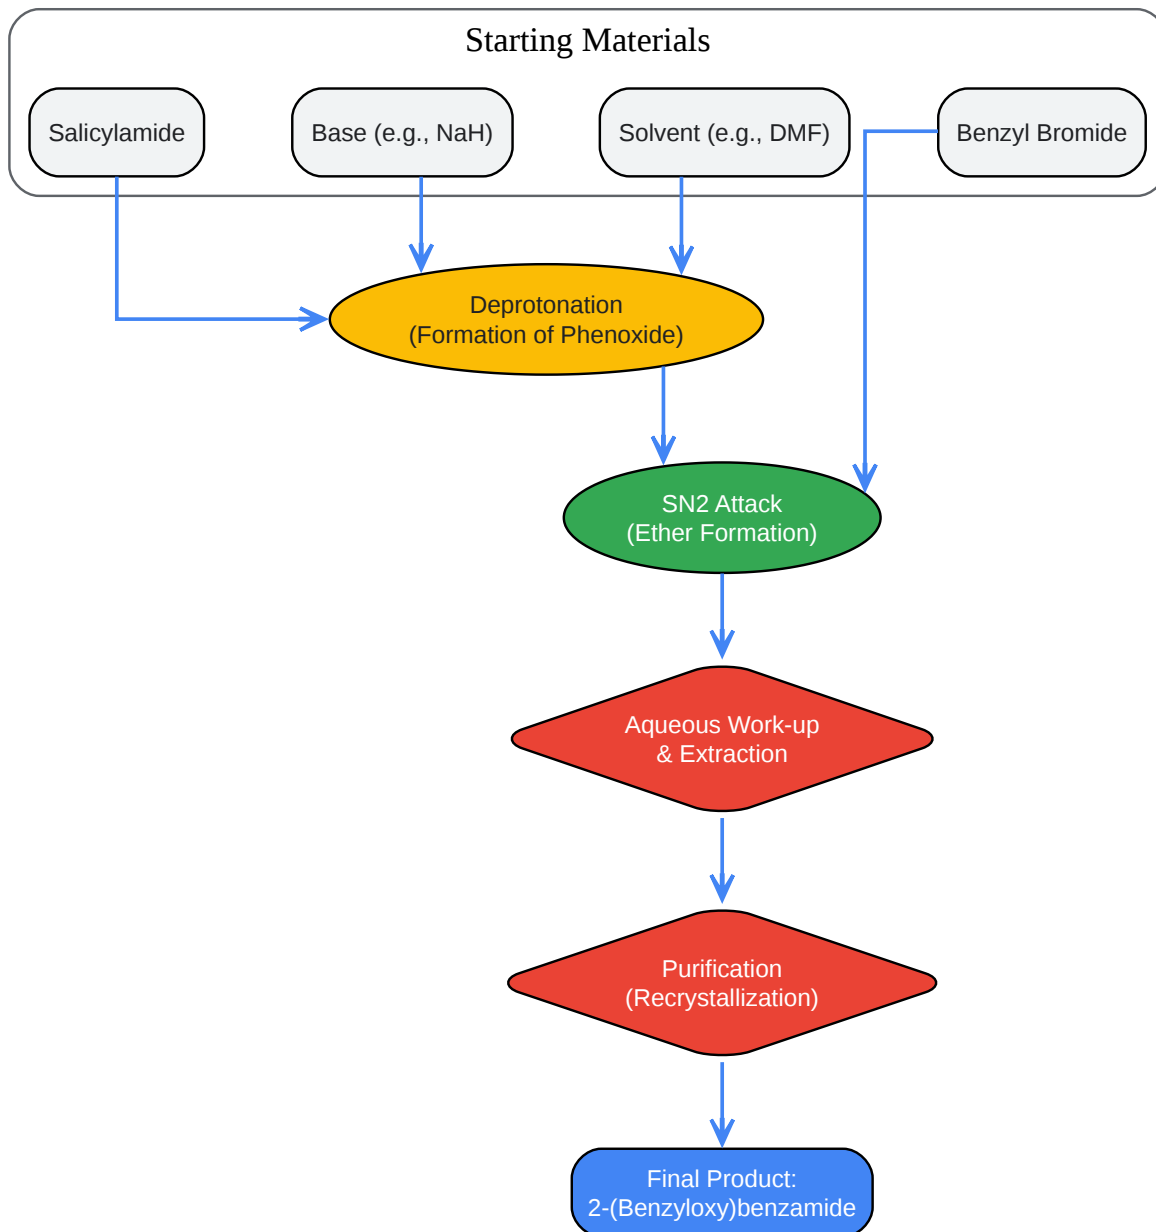 Starting Materials
Salicylamide
Base (e.g., NaH)
Solvent (e.g., DMF)
Benzyl Bromide
Deprotonation
(Formation of Phenoxide)
SN2 Attack
(Ether Formation)
Aqueous Work-up
& Extraction
Purification
(Recrystallization)
Final Product:
2-(Benzyloxy)benzamide